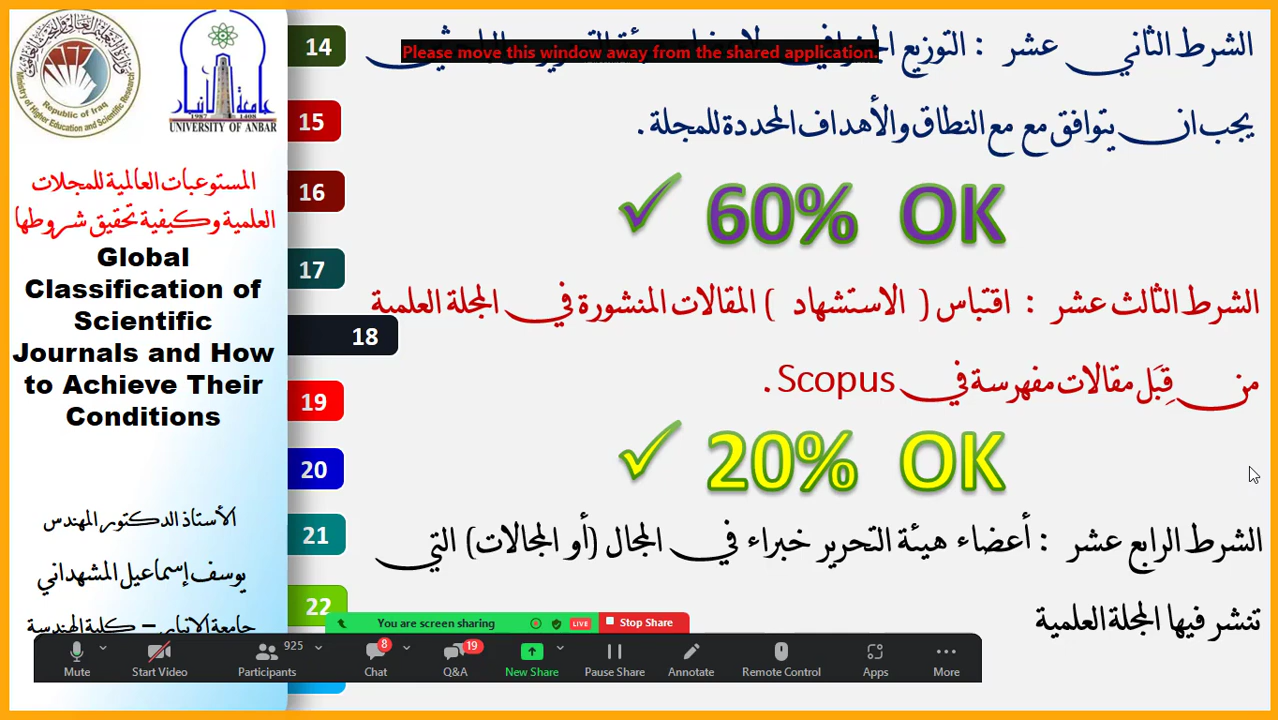 UNIVERSITY OF ANBAR
1987 1408
Republic of Iraq
Ministry of Higher Education and Scientific Research
المستوعبات العالمية للمجلات
العلمية وكيفية تحقيق شروطها
Global
Classification of
Scientific
Journals and How
to Achieve Their
Conditions
الأستاذ الدكتور المهندس
يوسف إسماعيل المشهداني
جامعة الانبار – كلية الهندسة
14
15
16
17
18
19
20
21
22
الشرط الثاني عشر : التوزيع
Please move this window away from the shared application.
يجب ان يتوافق مع مع النطاق والأهداف المحددة للمجلة .
✓ 60% OK
الشرط الثالث عشر : اقتباس ( الاستشهاد ) المقالات المنشورة في المجلة العلمية
من قِبَل مقالات مفهرسة في Scopus .
✓ 20% OK
الشرط الرابع عشر : أعضاء هيئة التحرير خبراء في المجال (أو المجالات) التي
تنشر فيها المجلة العلمية
You are screen sharing LIVE Stop Share
925 8 19
Mute Start Video Participants Chat Q&A New Share Pause Share Annotate Remote Control Apps More